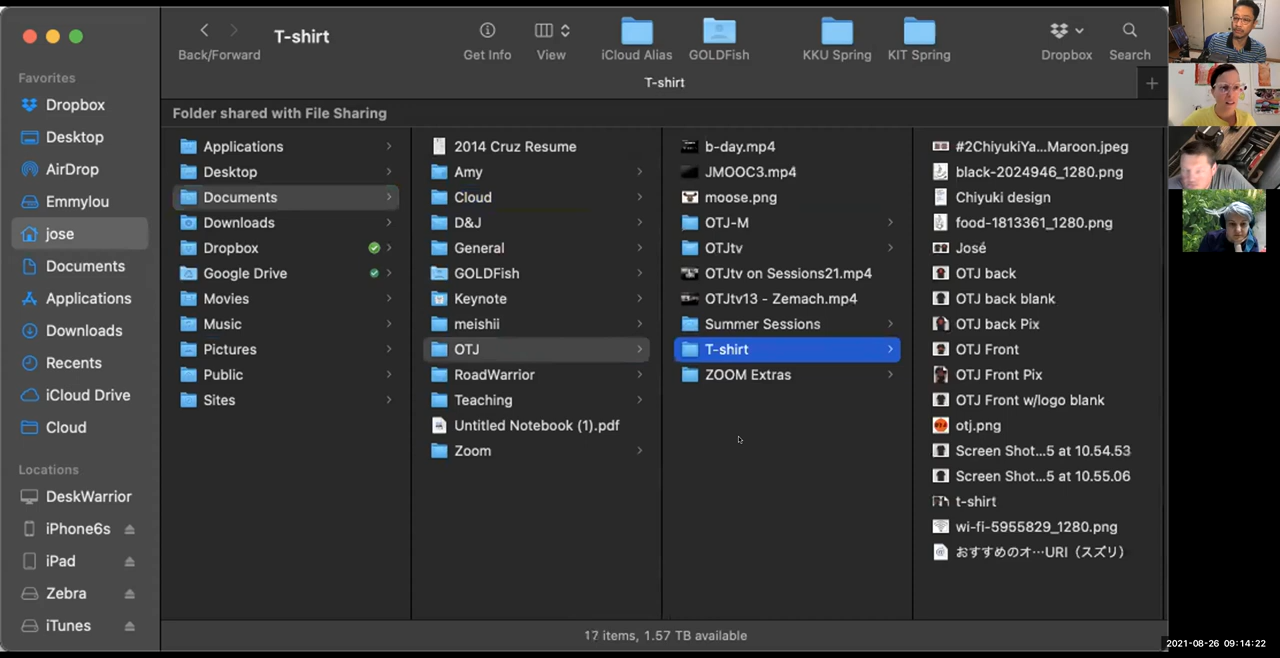 T-shirt
Back/Forward
Get Info
View
iCloud Alias
GOLDFish
KKU Spring
KIT Spring
Dropbox
Search
T-shirt
Folder shared with File Sharing
Favorites
Dropbox
Desktop
AirDrop
Emmylou
jose
Documents
Applications
Downloads
Recents
iCloud Drive
Cloud
Locations
DeskWarrior
iPhone6s
iPad
Zebra
iTunes
Applications
Desktop
Documents
Downloads
Dropbox
Google Drive
Movies
Music
Pictures
Public
Sites
2014 Cruz Resume
Amy
Cloud
D&J
General
GOLDFish
Keynote
meishii
OTJ
RoadWarrior
Teaching
Untitled Notebook (1).pdf
Zoom
b-day.mp4
JMOOC3.mp4
moose.png
OTJ-M
OTJtv
OTJtv on Sessions21.mp4
OTJtv13 - Zemach.mp4
Summer Sessions
T-shirt
ZOOM Extras
#2ChiyukiYa...Maroon.jpeg
black-2024946_1280.png
Chiyuki design
food-1813361_1280.png
José
OTJ back
OTJ back blank
OTJ back Pix
OTJ Front
OTJ Front Pix
OTJ Front w/logo blank
otj.png
Screen Shot...5 at 10.54.53
Screen Shot...5 at 10.55.06
t-shirt
wi-fi-5955829_1280.png
おすすめのオ…URI（スズリ）
17 items, 1.57 TB available
2021-08-26 09:14:22